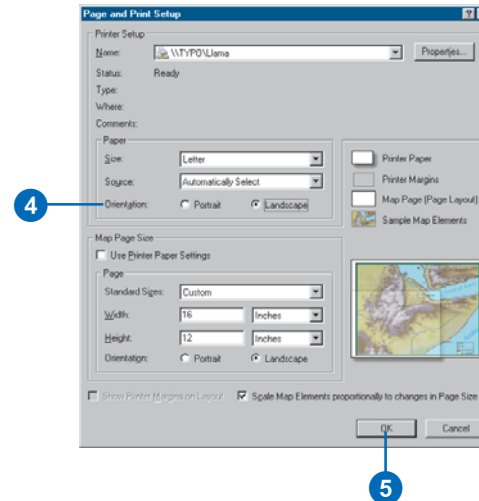 Page and Print Setup
Printer Setup
Name: \\TYPO\Llama Properties...
Status: Ready
Type:
Where:
Comments:
Paper
Size: Letter
Source: Automatically Select
4 Orientation: Portrait Landscape
Printer Paper
Printer Margins
Map Page (Page Layout)
Sample Map Elements
Map Page Size
Use Printer Paper Settings
Page
Standard Sizes: Custom
Width: 16 Inches
Height: 12 Inches
Orientation: Portrait Landscape
Show Printer Margins on Layout Scale Map Elements proportionally to changes in Page Size
OK Cancel
5